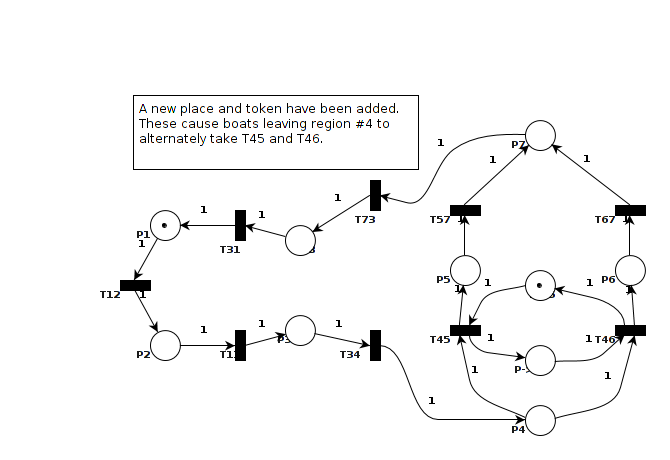 A new place and token have been added.
These cause boats leaving region #4 to
alternately take T45 and T46.
1
P7
1
1
1
T73
T57
T67
1
1
P1
T31
1
P5
P6
1
1
T12
1
T45
1
1
T46
1
P2
1
1
1
T34
1
1
1
P4